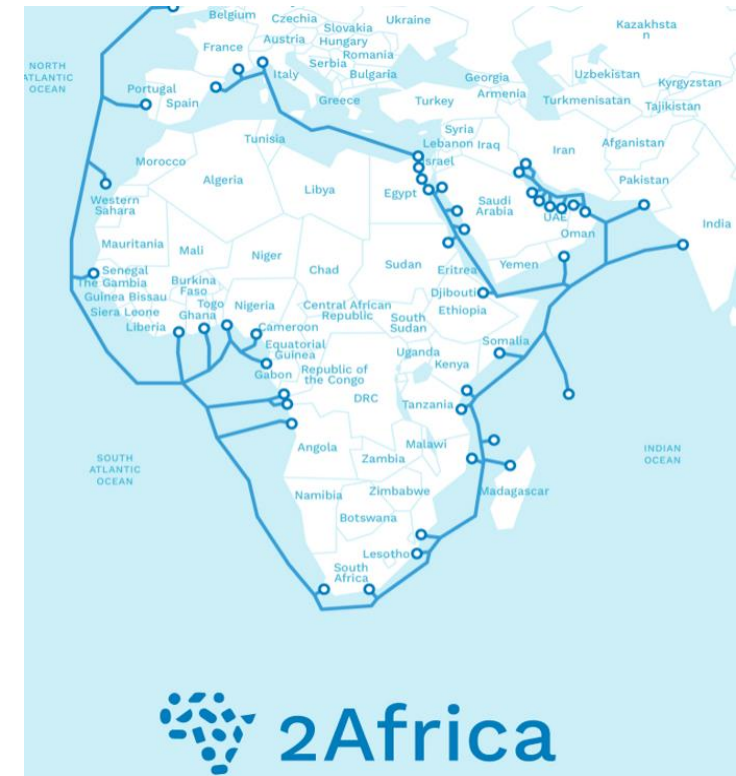 Belgium
Czechia
Ukraine
Slovakia
Kazakhsta
n
France
Austria
Hungary
Romania
NORTH
ATLANTIC
OCEAN
Italy
Serbia
Bulgaria
Georgia
Uzbekistan
Kyrgyzstan
Portugal
Spain
Greece
Turkey
Armenia
Turkmenisatan
Tajikistan
Tunisia
Syria
Lebanon
Iraq
Iran
Afganistan
Morocco
Israel
Algeria
Libya
Egypt
Pakistan
Western
Sahara
Saudi
Arabia
UAE
Oman
India
Mauritania
Mali
Niger
Chad
Sudan
Eritrea
Yemen
Senegal
The Gambia
Guinea Bissau
Siera Leone
Liberia
Burkina
Faso
Togo
Ghana
Nigeria
Central African
Republic
South
Sudan
Djibouti
Ethiopia
Cameroon
Equatorial
Guinea
Gabon
Republic of
the Congo
Uganda
Kenya
Somalia
DRC
Tanzania
SOUTH
ATLANTIC
OCEAN
Angola
Zambia
Malawi
INDIAN
OCEAN
Namibia
Zimbabwe
Madagascar
Botswana
Lesotho
South
Africa
2Africa